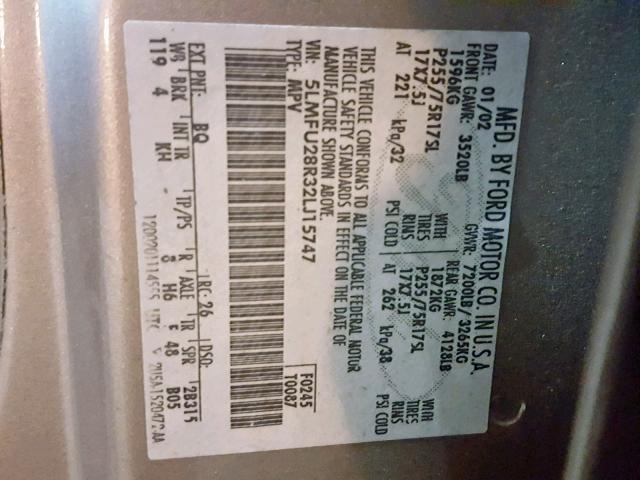 MFD. BY FORD MOTOR CO. IN U.S.A.
DATE: 01/02 GVWR: 7200LB / 3265KG
FRONT GAWR: 3520LB REAR GAWR: 4128LB
1596KG WITH 1872KG WITH
P255/75R17SL TIRES P255/75R17SL TIRES
17X7.5J RIMS 17X7.5J RIMS
AT 221 kPa/32 PSI COLD AT 262 kPa/38 PSI COLD
THIS VEHICLE CONFORMS TO ALL APPLICABLE FEDERAL MOTOR
VEHICLE SAFETY STANDARDS IN EFFECT ON THE DATE OF
MANUFACTURE SHOWN ABOVE.
VIN: 5LMFU28R32LJ15747 F0245
TYPE: MPV T0087
EXT PNT: BQ RC: 26 DSO:
WB BRK INT TR TP/PS R AXLE TR SPR 2B315
119 4 KH 8 H6 E 48 B05